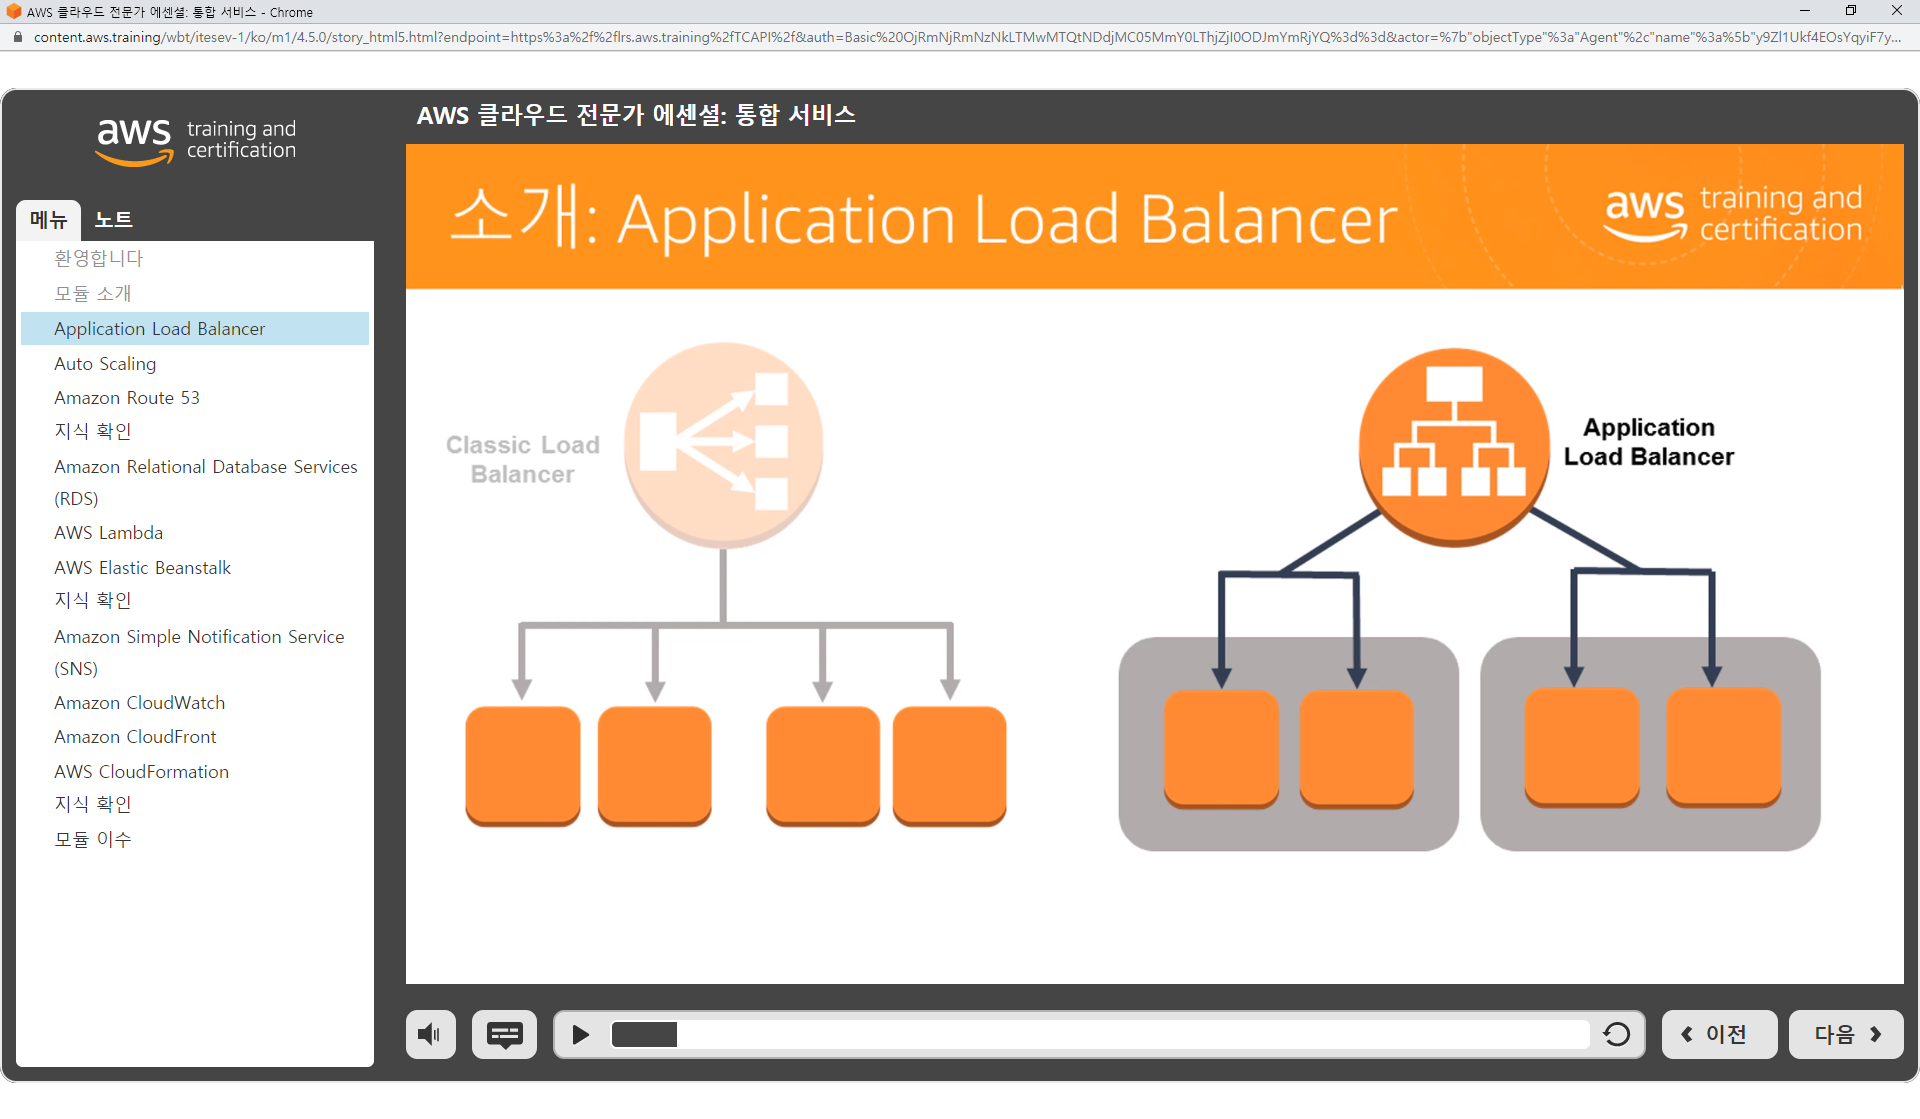 AWS 클라우드 전문가 에센셜: 통합 서비스 - Chrome
content.aws.training/wbt/itesev-1/ko/m1/4.5.0/story_html5.html?endpoint=https%3a%2f%2flrs.aws.training%2fTCAPI%2f&auth=Basic%20OjRmNjRmNzNkLTMwMTQtNDdjMC05MmY0LThjZjI0ODJmYmRjYQ%3d%3d&actor=%7b"objectType"%3a"Agent"%2c"name"%3a%5b"y9Zl1Ukf4EOsYqyiF7y...
aws training and certification
AWS 클라우드 전문가 에센셜: 통합 서비스
메뉴 노트
환영합니다
모듈 소개
Application Load Balancer
Auto Scaling
Amazon Route 53
지식 확인
Amazon Relational Database Services
(RDS)
AWS Lambda
AWS Elastic Beanstalk
지식 확인
Amazon Simple Notification Service
(SNS)
Amazon CloudWatch
Amazon CloudFront
AWS CloudFormation
지식 확인
모듈 이수
소개: Application Load Balancer
aws training and certification
Classic Load
Balancer
Application
Load Balancer
이전
다음